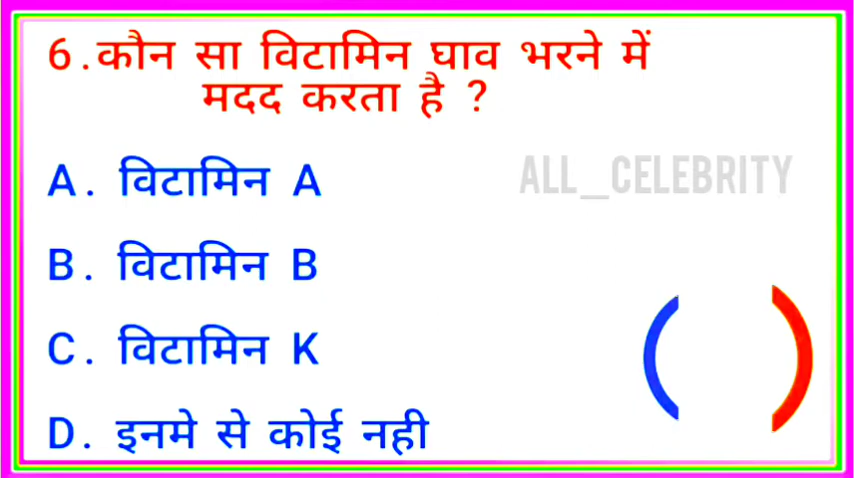 6.कौन सा विटामिन घाव भरने में
मदद करता है ?
A. विटामिन A
ALL_CELEBRITY
B. विटामिन B
C. विटामिन K
D. इनमे से कोई नही